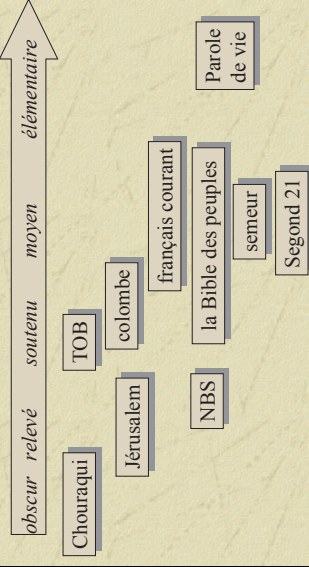 obscur relevé soutenu moyen élémentaire
Chouraqui
TOB
Jérusalem
colombe
français courant
NBS
la Bible des peuples
Parole
de vie
semeur
Segond 21